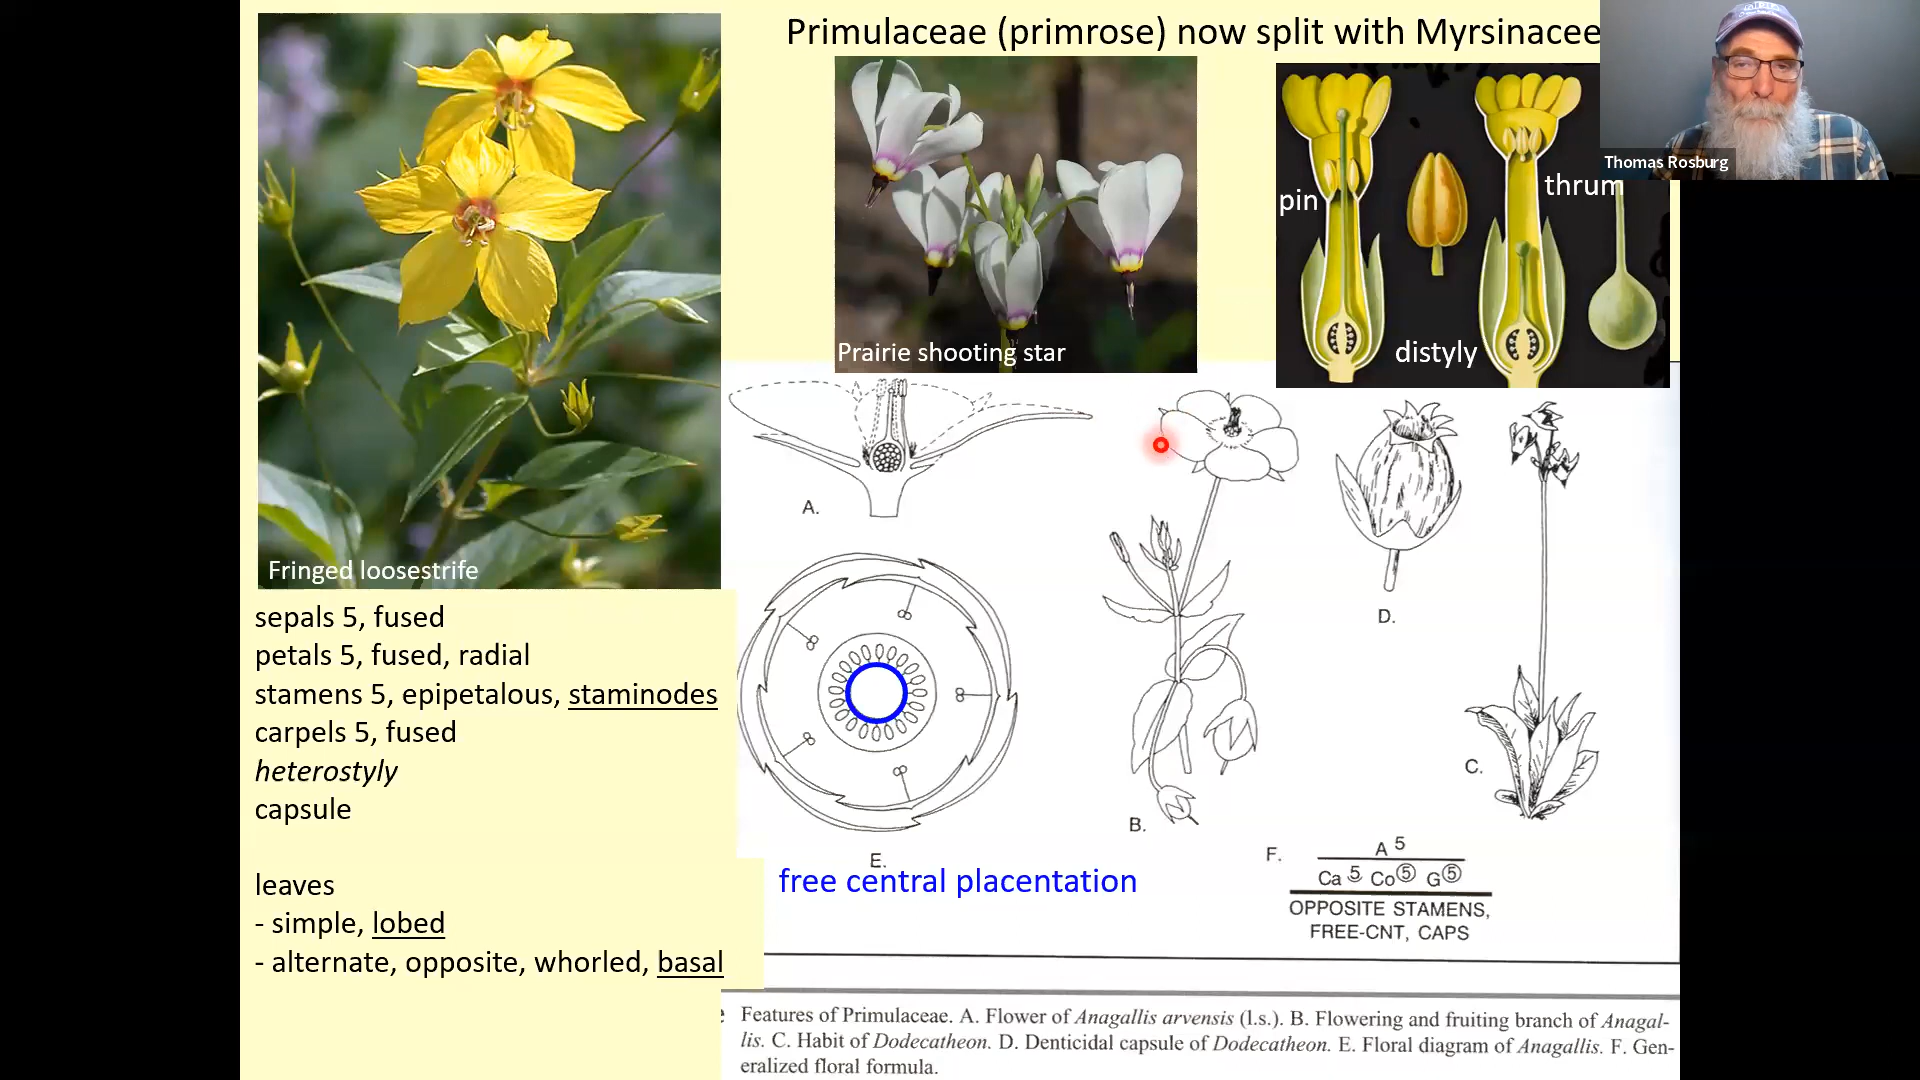 Primulaceae (primrose) now split with Myrsinacee
Thomas Rosburg
pin
thrum
distyly
Prairie shooting star
Fringed loosestrife
sepals 5, fused
petals 5, fused, radial
stamens 5, epipetalous, staminodes
carpels 5, fused
heterostyly
capsule
leaves
- simple, lobed
- alternate, opposite, whorled, basal
A.
B.
C.
D.
E.
free central placentation
F.
A 5
Ca 5 Co 5 G 5
OPPOSITE STAMENS,
FREE-CNT, CAPS
e Features of Primulaceae. A. Flower of Anagallis arvensis (l.s.). B. Flowering and fruiting branch of Anagal-
lis. C. Habit of Dodecatheon. D. Denticidal capsule of Dodecatheon. E. Floral diagram of Anagallis. F. Gen-
eralized floral formula.